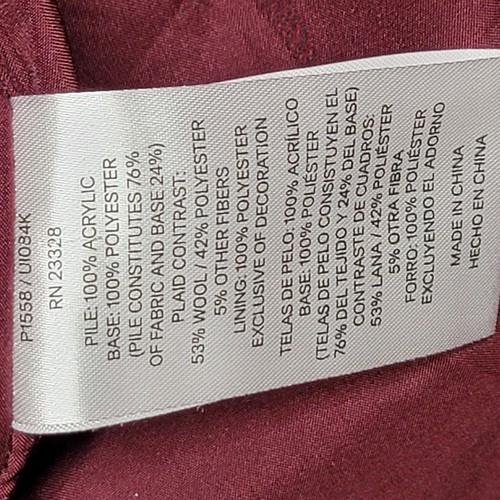 P1558 / UI084K
RN 23328
PILE: 100% ACRYLIC
BASE: 100% POLYESTER
(PILE CONSTITUTES 76%
OF FABRIC AND BASE 24%)
PLAID CONTRAST:
53% WOOL / 42% POLYESTER
5% OTHER FIBERS
LINING: 100% POLYESTER
EXCLUSIVE OF DECORATION
TELAS DE PELO: 100% ACRÍLICO
BASE: 100% POLIÉSTER
(TELAS DE PELO CONSISTUYEN EL
76% DEL TEJIDO Y 24% DEL BASE)
CONTRASTE DE CUADROS:
53% LANA / 42% POLIÉSTER
5% OTRA FIBRA
FORRO: 100% POLIÉSTER
EXCLUYENDO EL ADORNO
MADE IN CHINA
HECHO EN CHINA